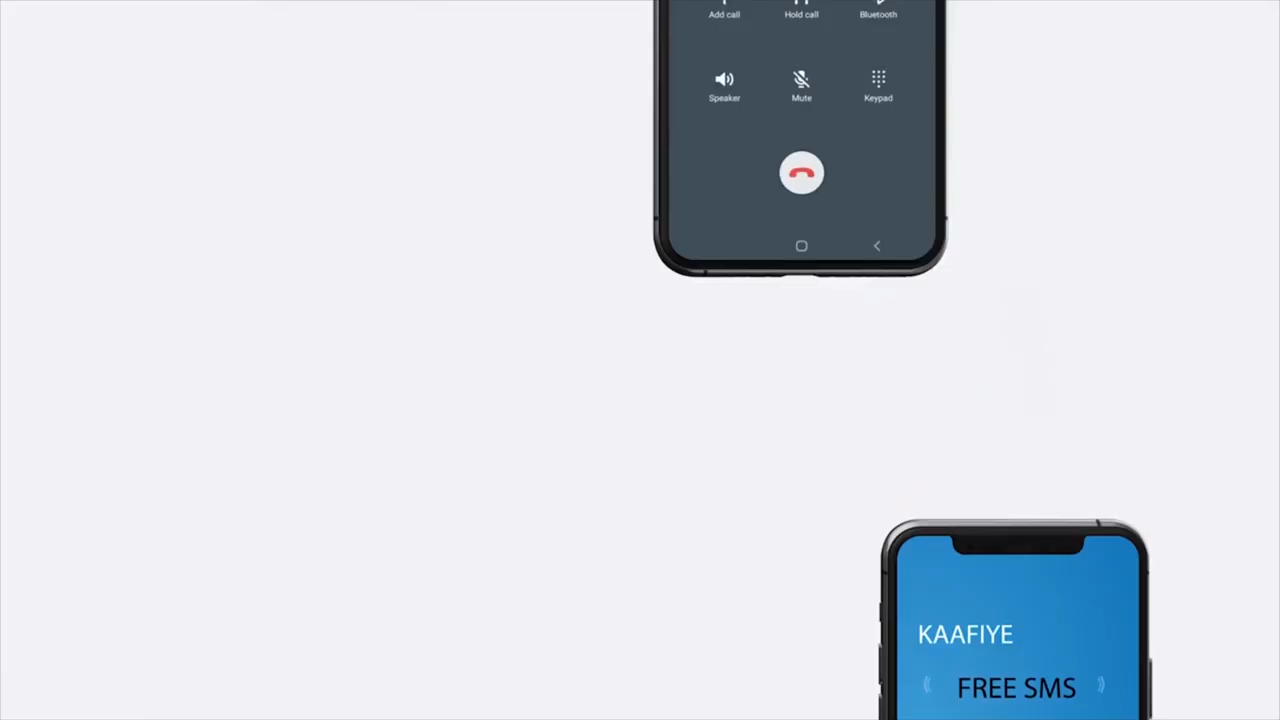 Add call Hold call Bluetooth
Speaker Mute Keypad
KAAFIYE
FREE SMS